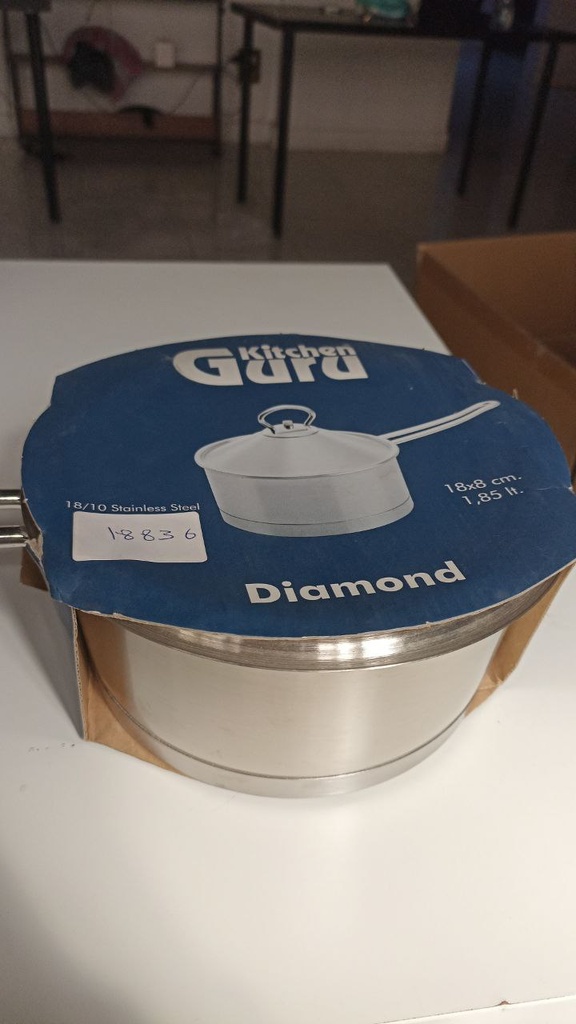 Kitchen
Guru
18x8 cm.
1,85 lt.
18/10 Stainless Steel
18836
Diamond